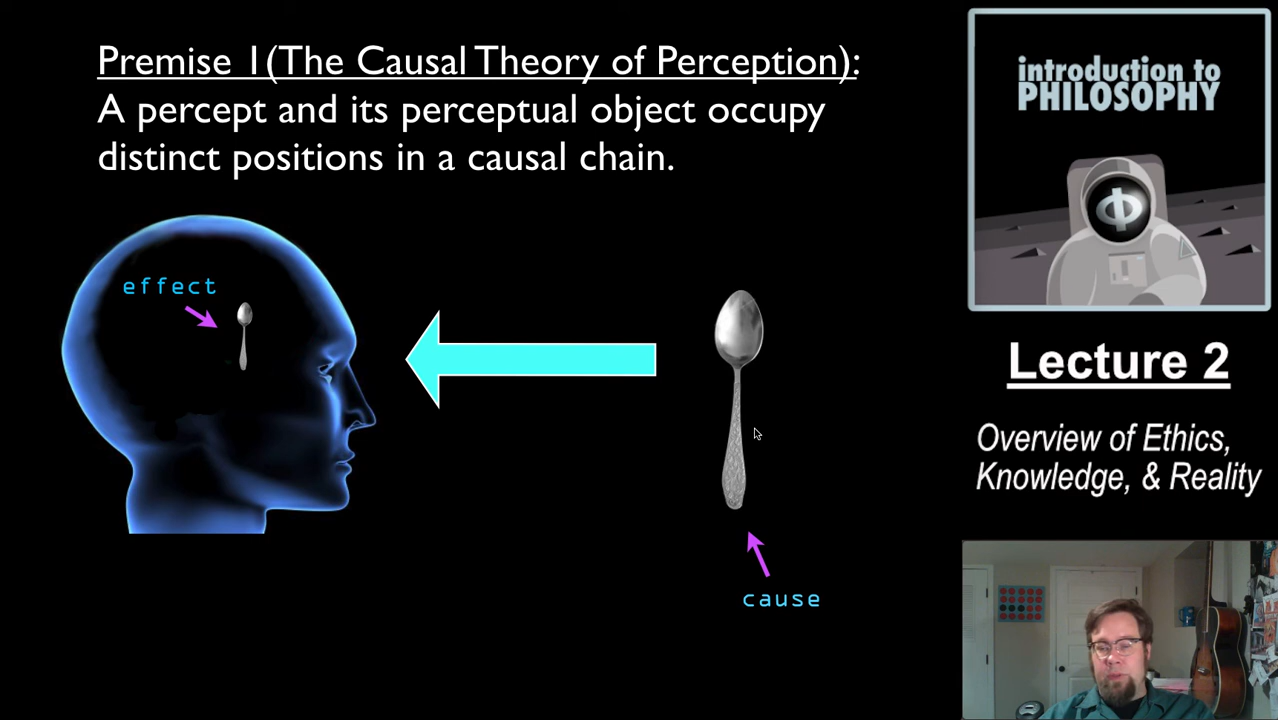 Premise 1(The Causal Theory of Perception):
A percept and its perceptual object occupy
distinct positions in a causal chain.
effect
cause
introduction to
PHILOSOPHY
Φ
Lecture 2
Overview of Ethics,
Knowledge, & Reality